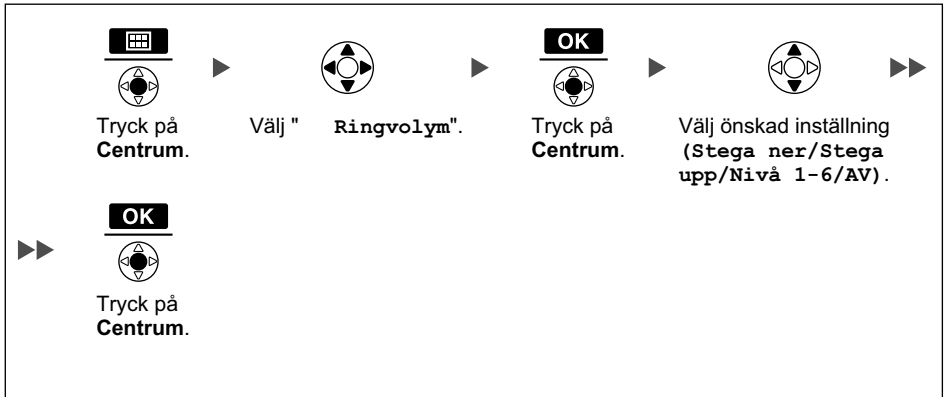 OK
Tryck på
Centrum.
Välj " Ringvolym".
Tryck på
Centrum.
Välj önskad inställning
(Stega ner/Stega
upp/Nivå 1-6/AV).
OK
Tryck på
Centrum.